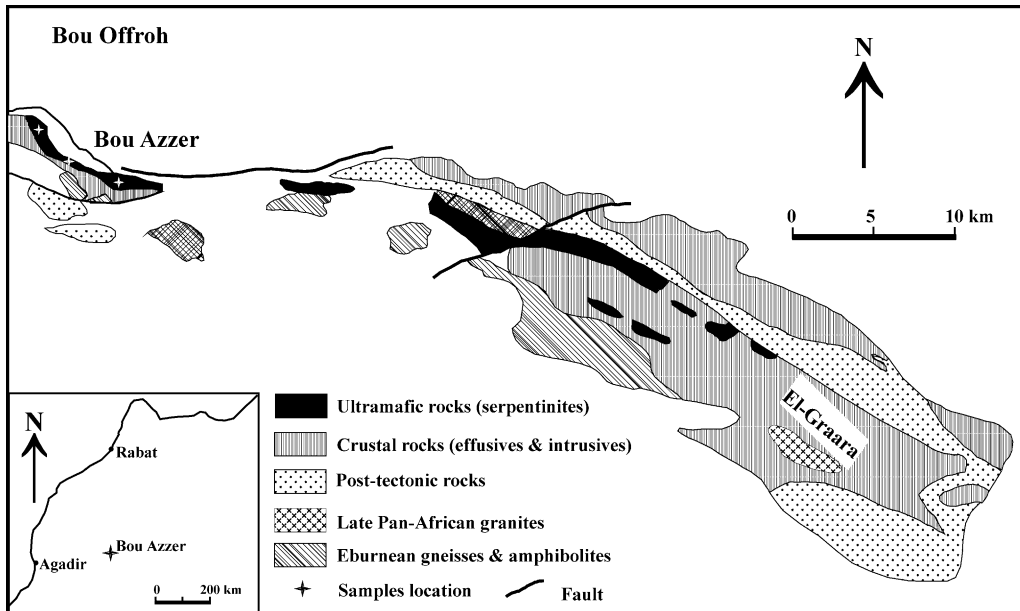 Bou Offroh
N
Bou Azzer
0 5 10 km
El-Graara
N
Rabat
Bou Azzer
Agadir
0 200 km
Ultramafic rocks (serpentinites)
Crustal rocks (effusives & intrusives)
Post-tectonic rocks
Late Pan-African granites
Eburnean gneisses & amphibolites
Samples location
Fault